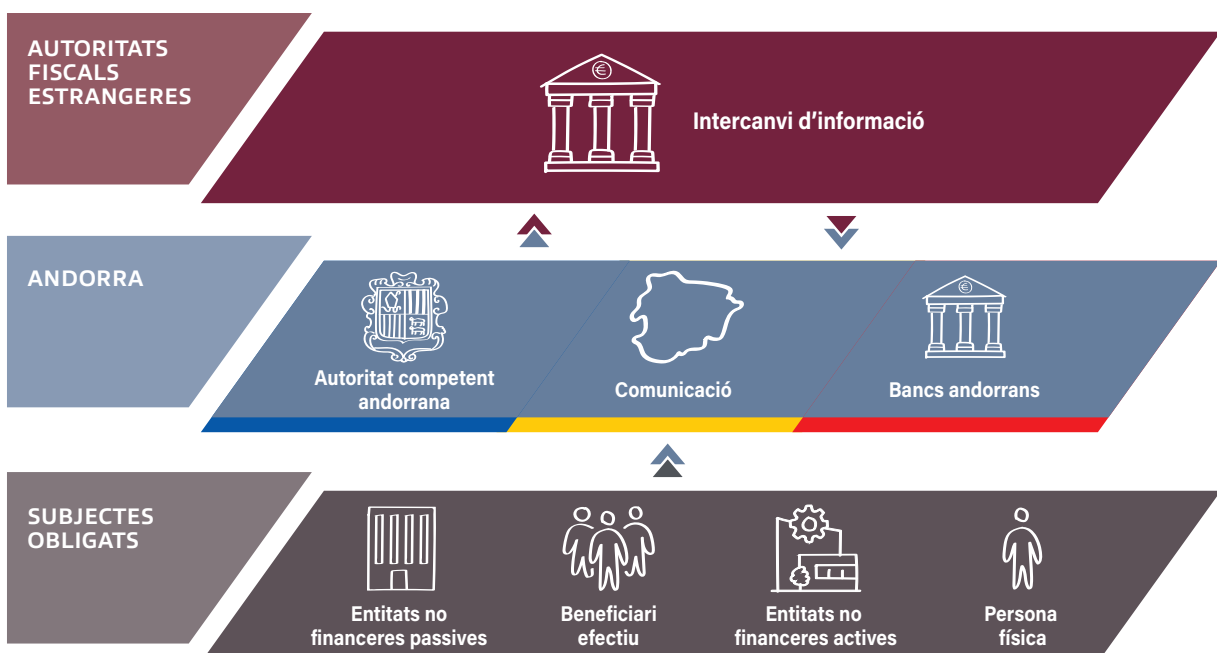 AUTORITATS
FISCALS
ESTRANGERES
€
Intercanvi d'informació
ANDORRA
Autoritat competent
andorrana
Comunicació
€
Bancs andorrans
SUBJECTES
OBLIGATS
Entitats no
financeres passives
Beneficiari
efectiu
Entitats no
financeres actives
Persona
física